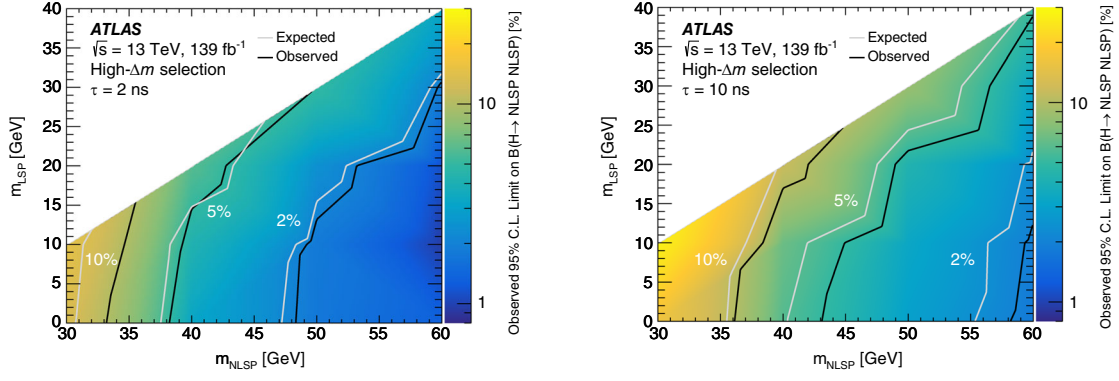 ATLAS
√s = 13 TeV, 139 fb⁻¹
High-Δm selection
τ = 2 ns
Expected
Observed
10%
5%
2%
40
35
30
25
20
15
10
5
0
m_LSP [GeV]
30 35 40 45 50 55 60
m_NLSP [GeV]
10
1
Observed 95% C.L. Limit on B(H→ NLSP NLSP) [%]
ATLAS
√s = 13 TeV, 139 fb⁻¹
High-Δm selection
τ = 10 ns
Expected
Observed
10%
5%
2%
40
35
30
25
20
15
10
5
0
m_LSP [GeV]
30 35 40 45 50 55 60
m_NLSP [GeV]
10
1
Observed 95% C.L. Limit on B(H→ NLSP NLSP) [%]